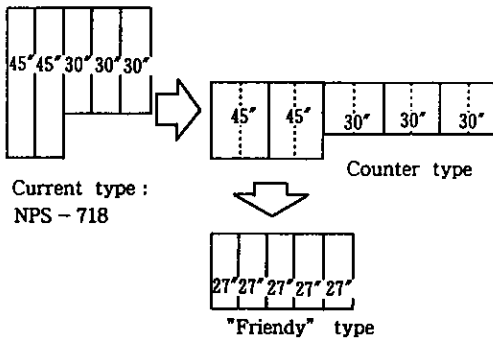 45″ 45″ 30″ 30″ 30″
Current type :
NPS – 718
45″ 45″ 30″ 30″ 30″
Counter type
27″ 27″ 27″ 27″ 27″
"Friendy" type